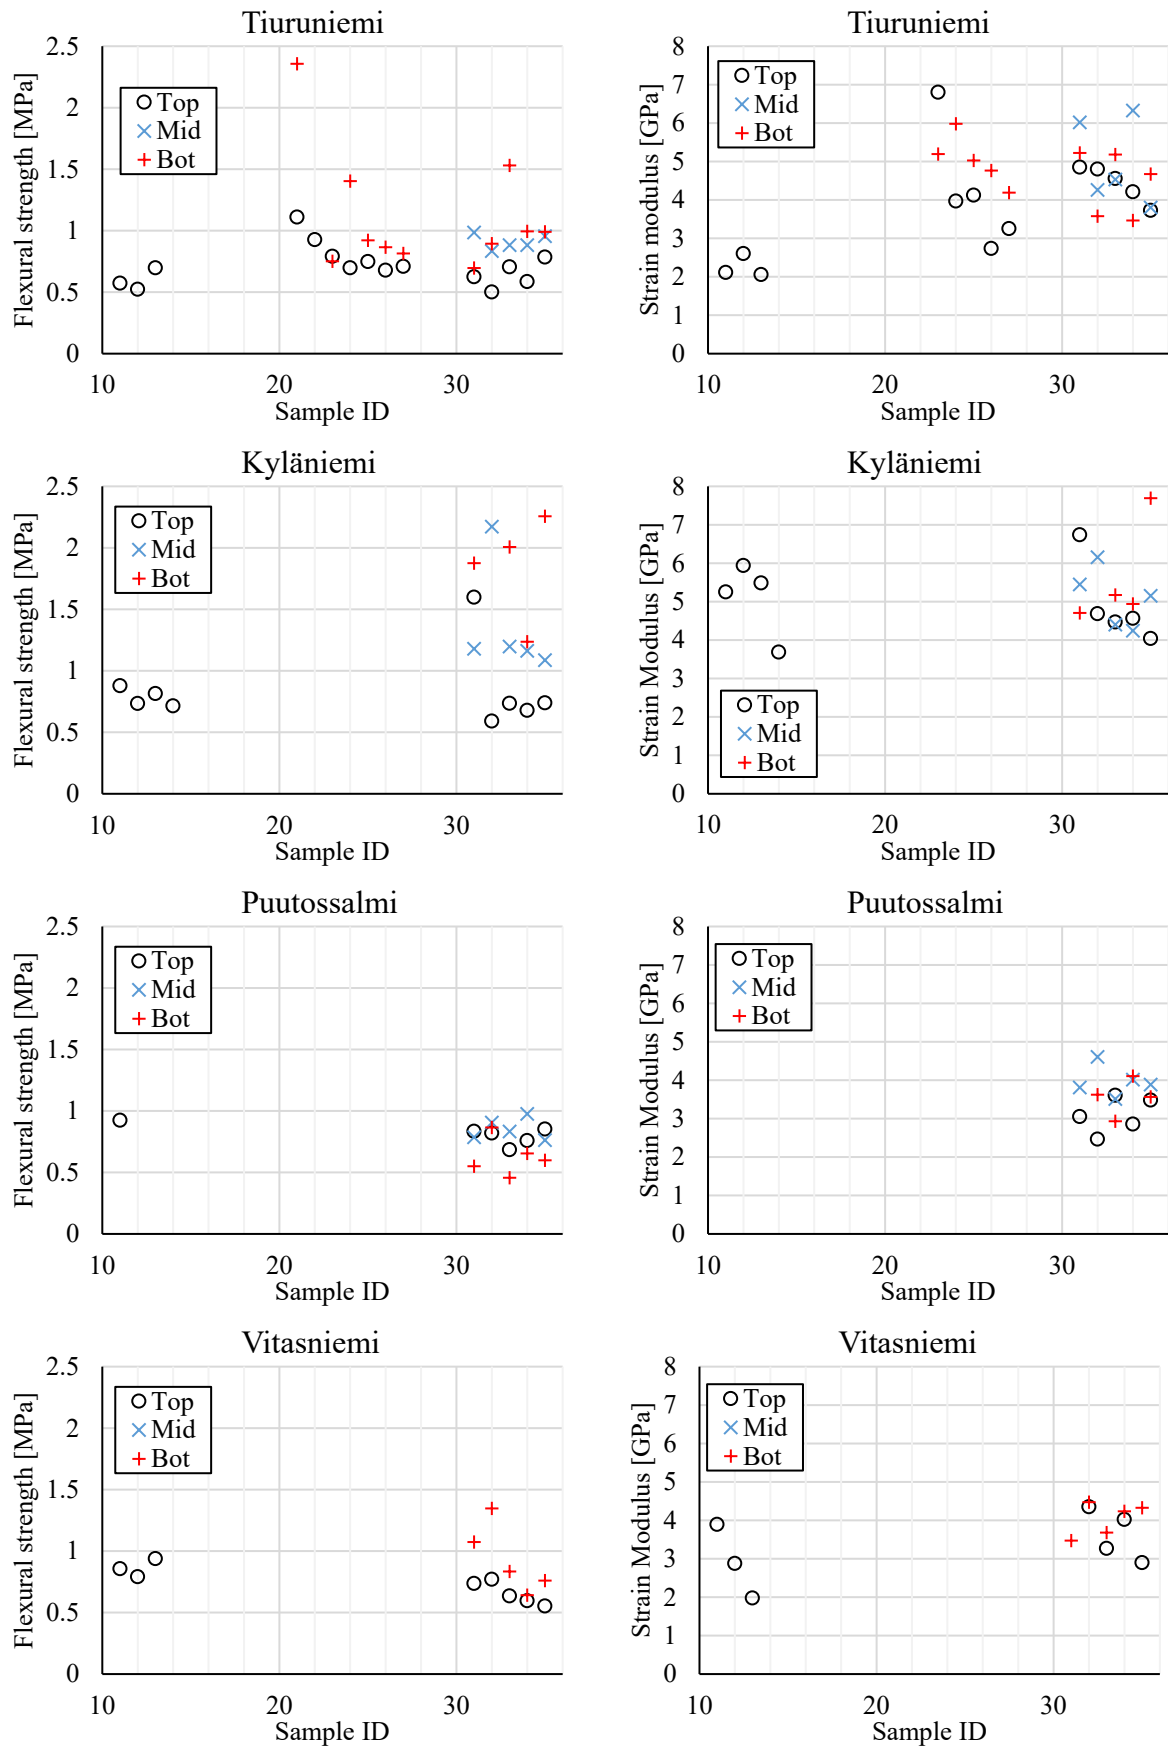 Tiuruniemi
Flexural strength [MPa]
2.5
2
1.5
1
0.5
0
Top
Mid
Bot
10 20 30
Sample ID
Tiuruniemi
Strain modulus [GPa]
8
7
6
5
4
3
2
1
0
Top
Mid
Bot
10 20 30
Sample ID
Kyläniemi
Flexural strength [MPa]
2.5
2
1.5
1
0.5
0
Top
Mid
Bot
10 20 30
Sample ID
Kyläniemi
Strain Modulus [GPa]
8
7
6
5
4
3
2
1
0
Top
Mid
Bot
10 20 30
Sample ID
Puutossalmi
Flexural strength [MPa]
2.5
2
1.5
1
0.5
0
Top
Mid
Bot
10 20 30
Sample ID
Puutossalmi
Strain Modulus [GPa]
8
7
6
5
4
3
2
1
0
Top
Mid
Bot
10 20 30
Sample ID
Vitasniemi
Flexural strength [MPa]
2.5
2
1.5
1
0.5
0
Top
Mid
Bot
10 20 30
Sample ID
Vitasniemi
Strain Modulus [GPa]
8
7
6
5
4
3
2
1
0
Top
Mid
Bot
10 20 30
Sample ID